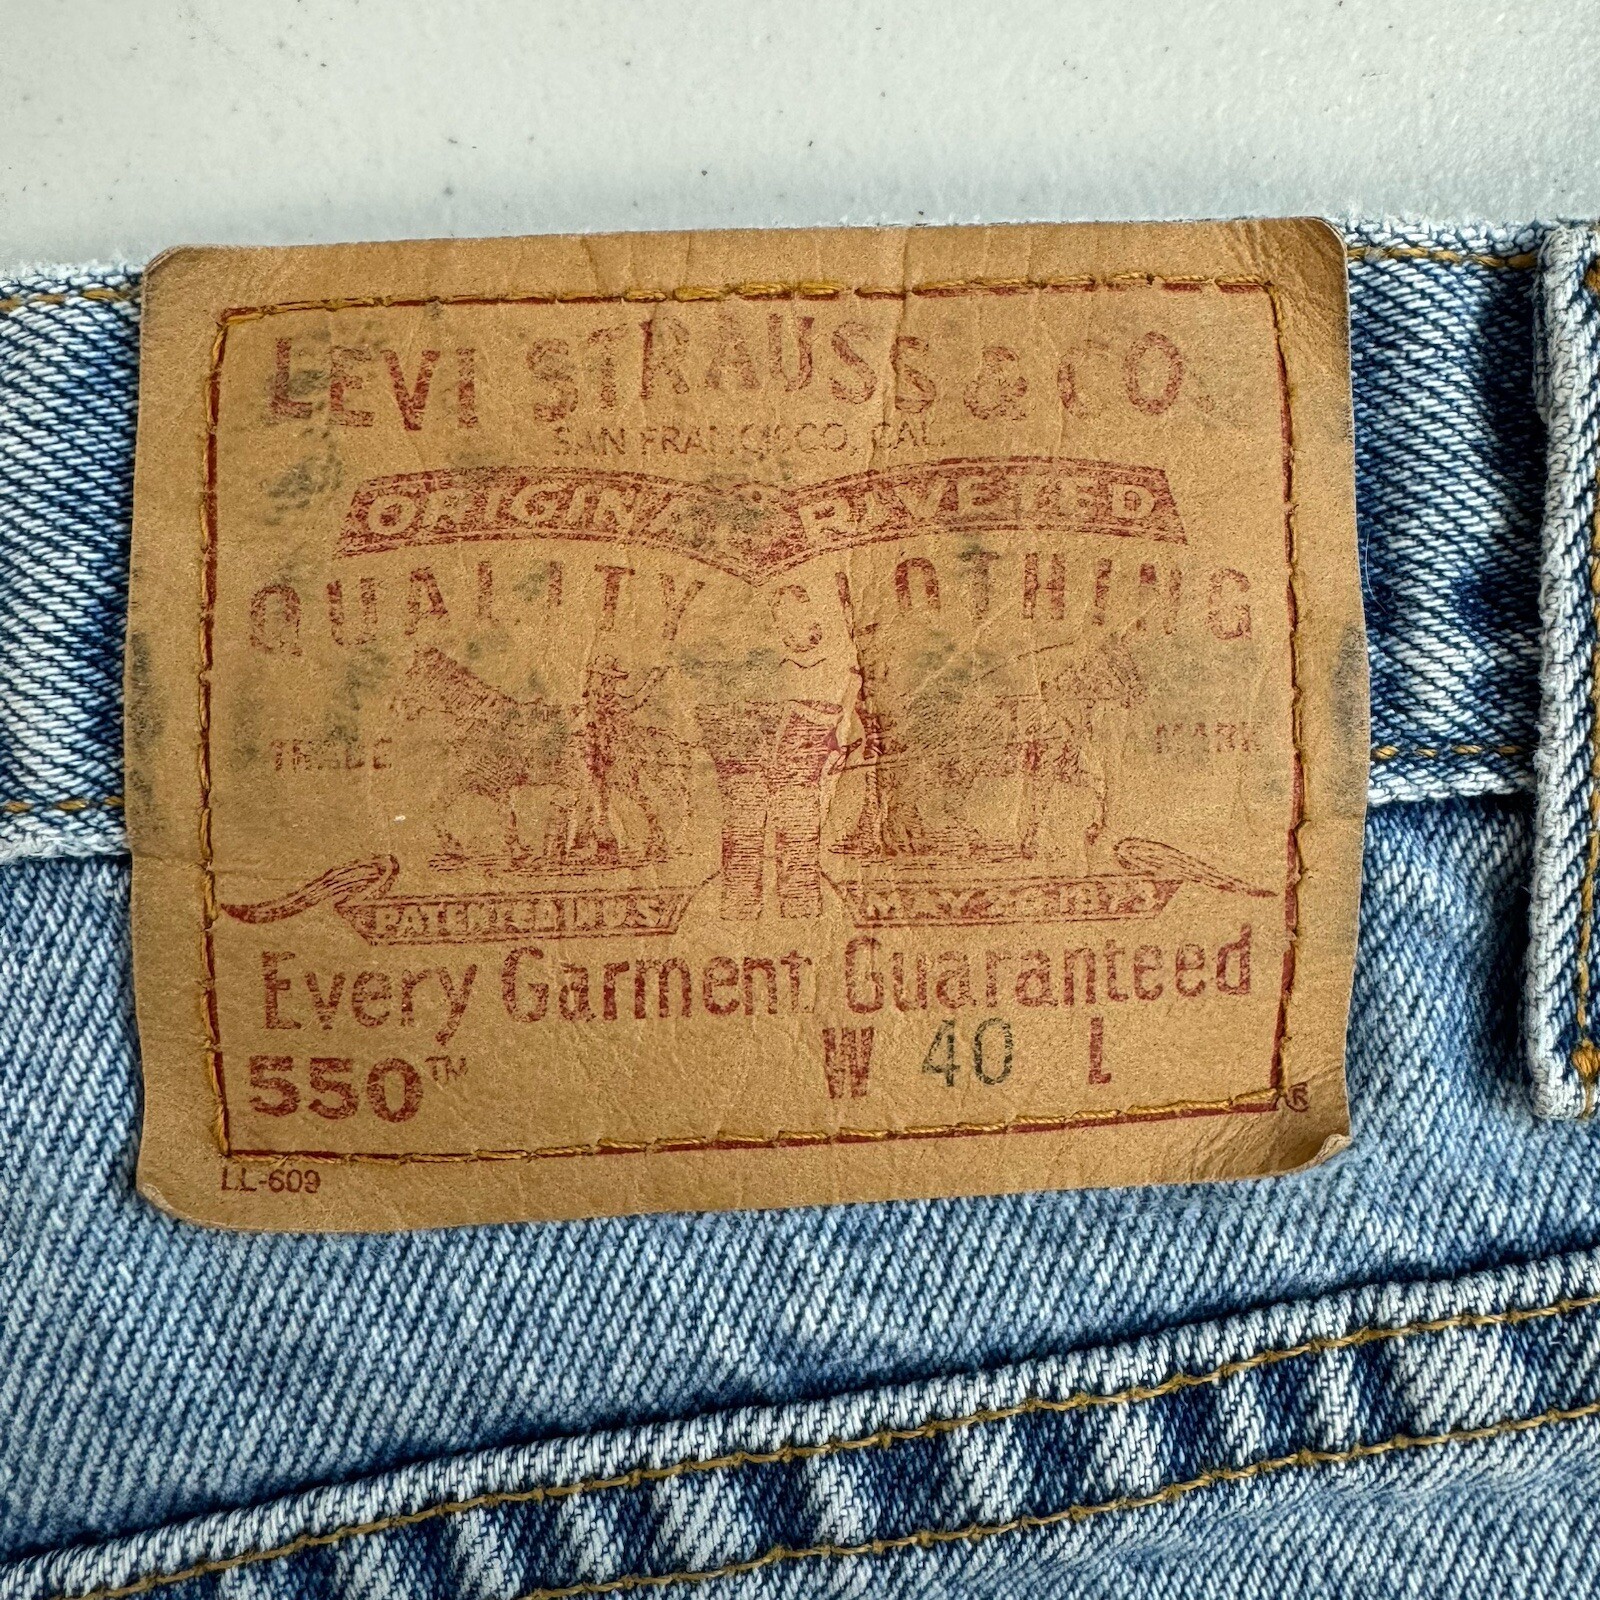 LEVI STRAUSS & CO.
SAN FRANCISCO, CAL.
ORIGINAL RIVETED
QUALITY CLOTHING
TRADE MARK
PATENTED IN U.S. MAY 20 1873
Every Garment Guaranteed
550™ W 40 L
®
LL-609